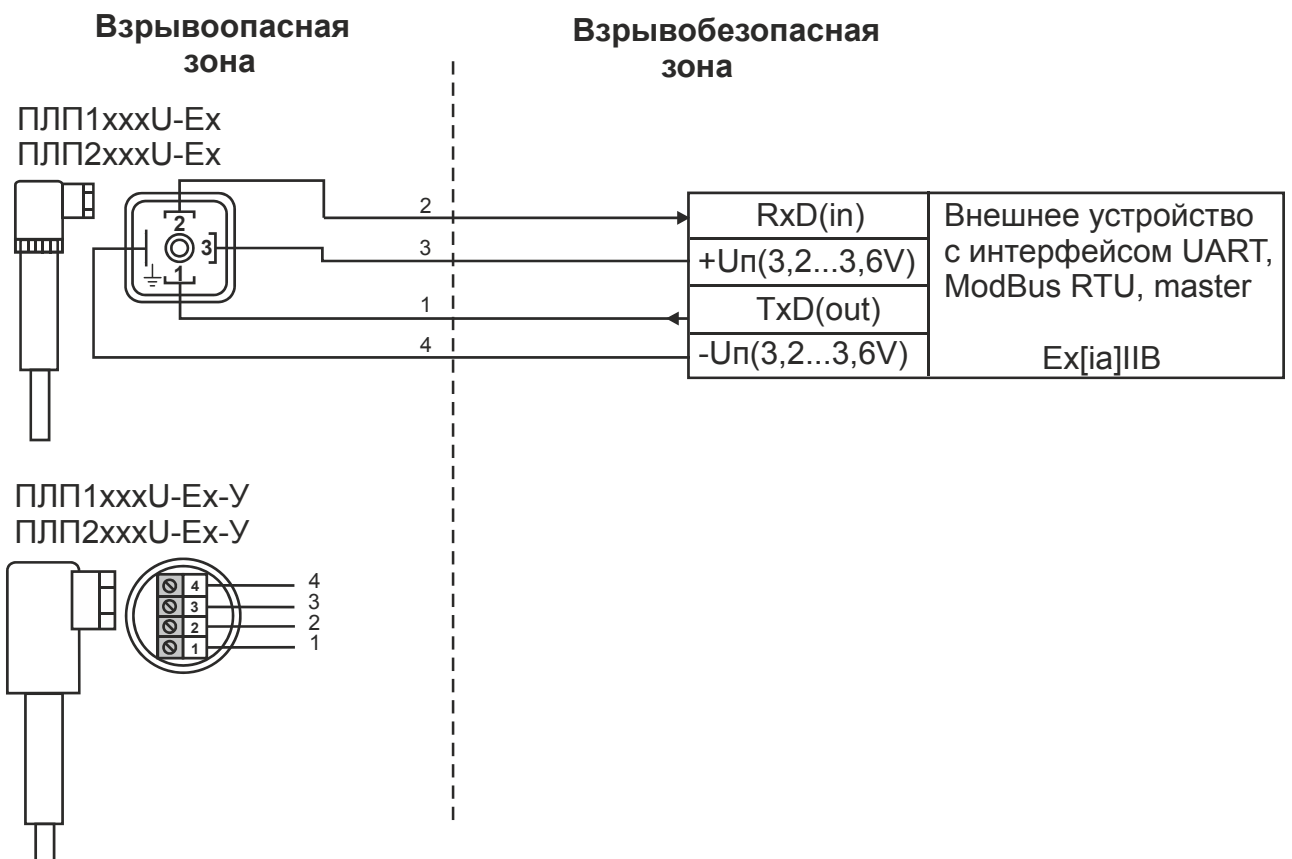 Взрывоопасная
зона
Взрывобезопасная
зона
ПЛП1xxxU-Ex
ПЛП2xxxU-Ex
2
3
1
2
3
1
4
RxD(in)
+Uп(3,2...3,6V)
TxD(out)
-Uп(3,2...3,6V)
Внешнее устройство
с интерфейсом UART,
ModBus RTU, master
Ex[ia]IIB
ПЛП1xxxU-Ex-У
ПЛП2xxxU-Ex-У
4 4
3 3
2 2
1 1